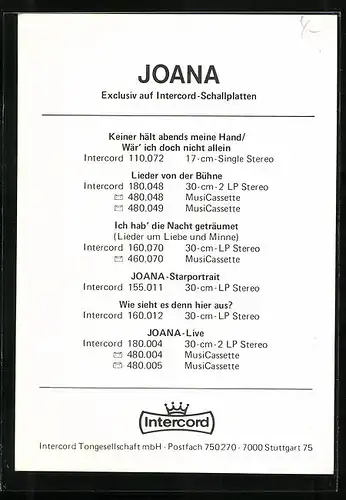 JOANA
Exclusiv auf Intercord-Schallplatten
Keiner hält abends meine Hand/
Wär' ich doch nicht allein
Intercord 110.072 17-cm-Single Stereo
Lieder von der Bühne
Intercord 180.048 30-cm-2 LP Stereo
480.048 MusiCassette
480.049 MusiCassette
Ich hab' die Nacht geträumet
(Lieder um Liebe und Minne)
Intercord 160.070 30-cm-LP Stereo
460.070 MusiCassette
JOANA-Starportrait
Intercord 155.011 30-cm-LP Stereo
Wie sieht es denn hier aus?
Intercord 160.012 30-cm-LP Stereo
JOANA-Live
Intercord 180.004 30-cm-2 LP Stereo
480.004 MusiCassette
480.005 MusiCassette
Intercord
Intercord Tongesellschaft mbH · Postfach 750270 · 7000 Stuttgart 75